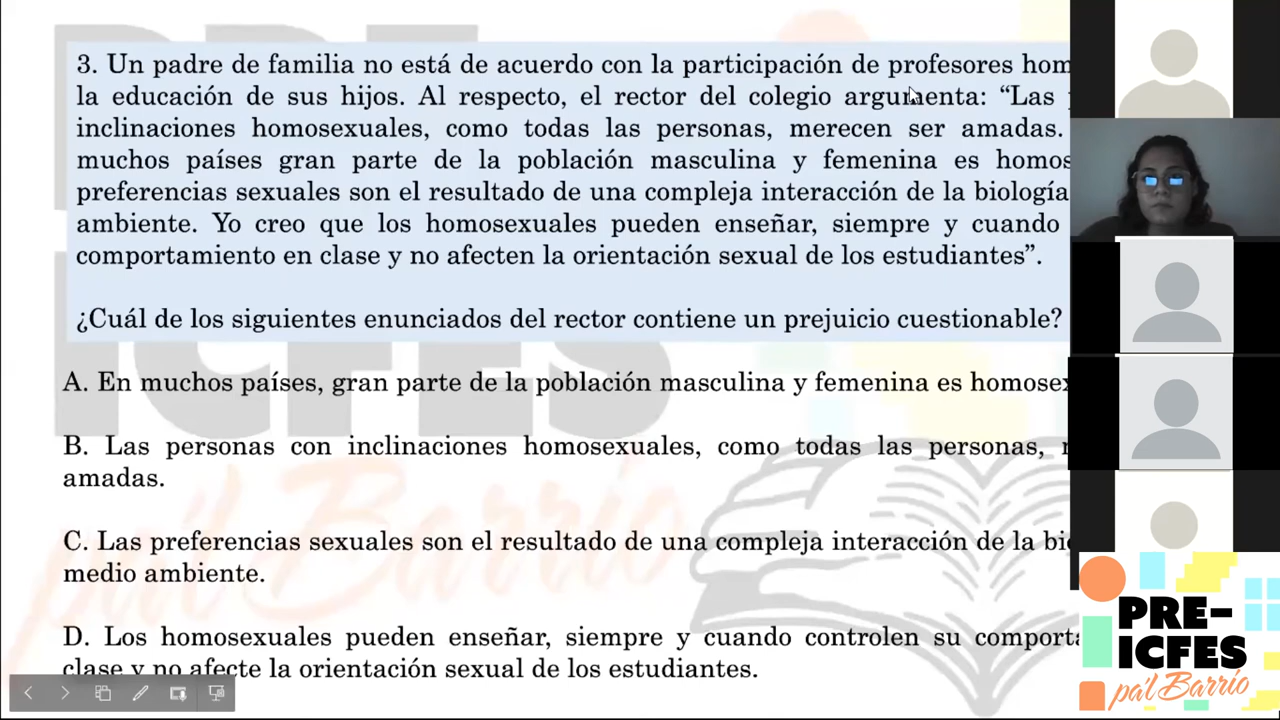 3. Un padre de familia no está de acuerdo con la participación de profesores hom
la educación de sus hijos. Al respecto, el rector del colegio argumenta: “Las
inclinaciones homosexuales, como todas las personas, merecen ser amadas.
muchos países gran parte de la población masculina y femenina es homos
preferencias sexuales son el resultado de una compleja interacción de la biología
ambiente. Yo creo que los homosexuales pueden enseñar, siempre y cuando
comportamiento en clase y no afecten la orientación sexual de los estudiantes”.
¿Cuál de los siguientes enunciados del rector contiene un prejuicio cuestionable?
A. En muchos países, gran parte de la población masculina y femenina es homosex
B. Las personas con inclinaciones homosexuales, como todas las personas,
amadas.
C. Las preferencias sexuales son el resultado de una compleja interacción de la bio
medio ambiente.
D. Los homosexuales pueden enseñar, siempre y cuando controlen su comporta
clase y no afecte la orientación sexual de los estudiantes.
PRE-
ICFES
pa'l Barrio
PRE-
ICFES
pa'l Barrio